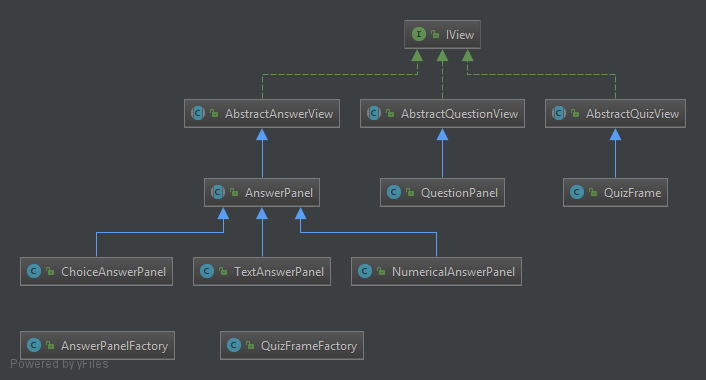 IView
AbstractAnswerView
AbstractQuestionView
AbstractQuizView
AnswerPanel
QuestionPanel
QuizFrame
ChoiceAnswerPanel
TextAnswerPanel
NumericalAnswerPanel
AnswerPanelFactory
QuizFrameFactory
Powered by yFiles